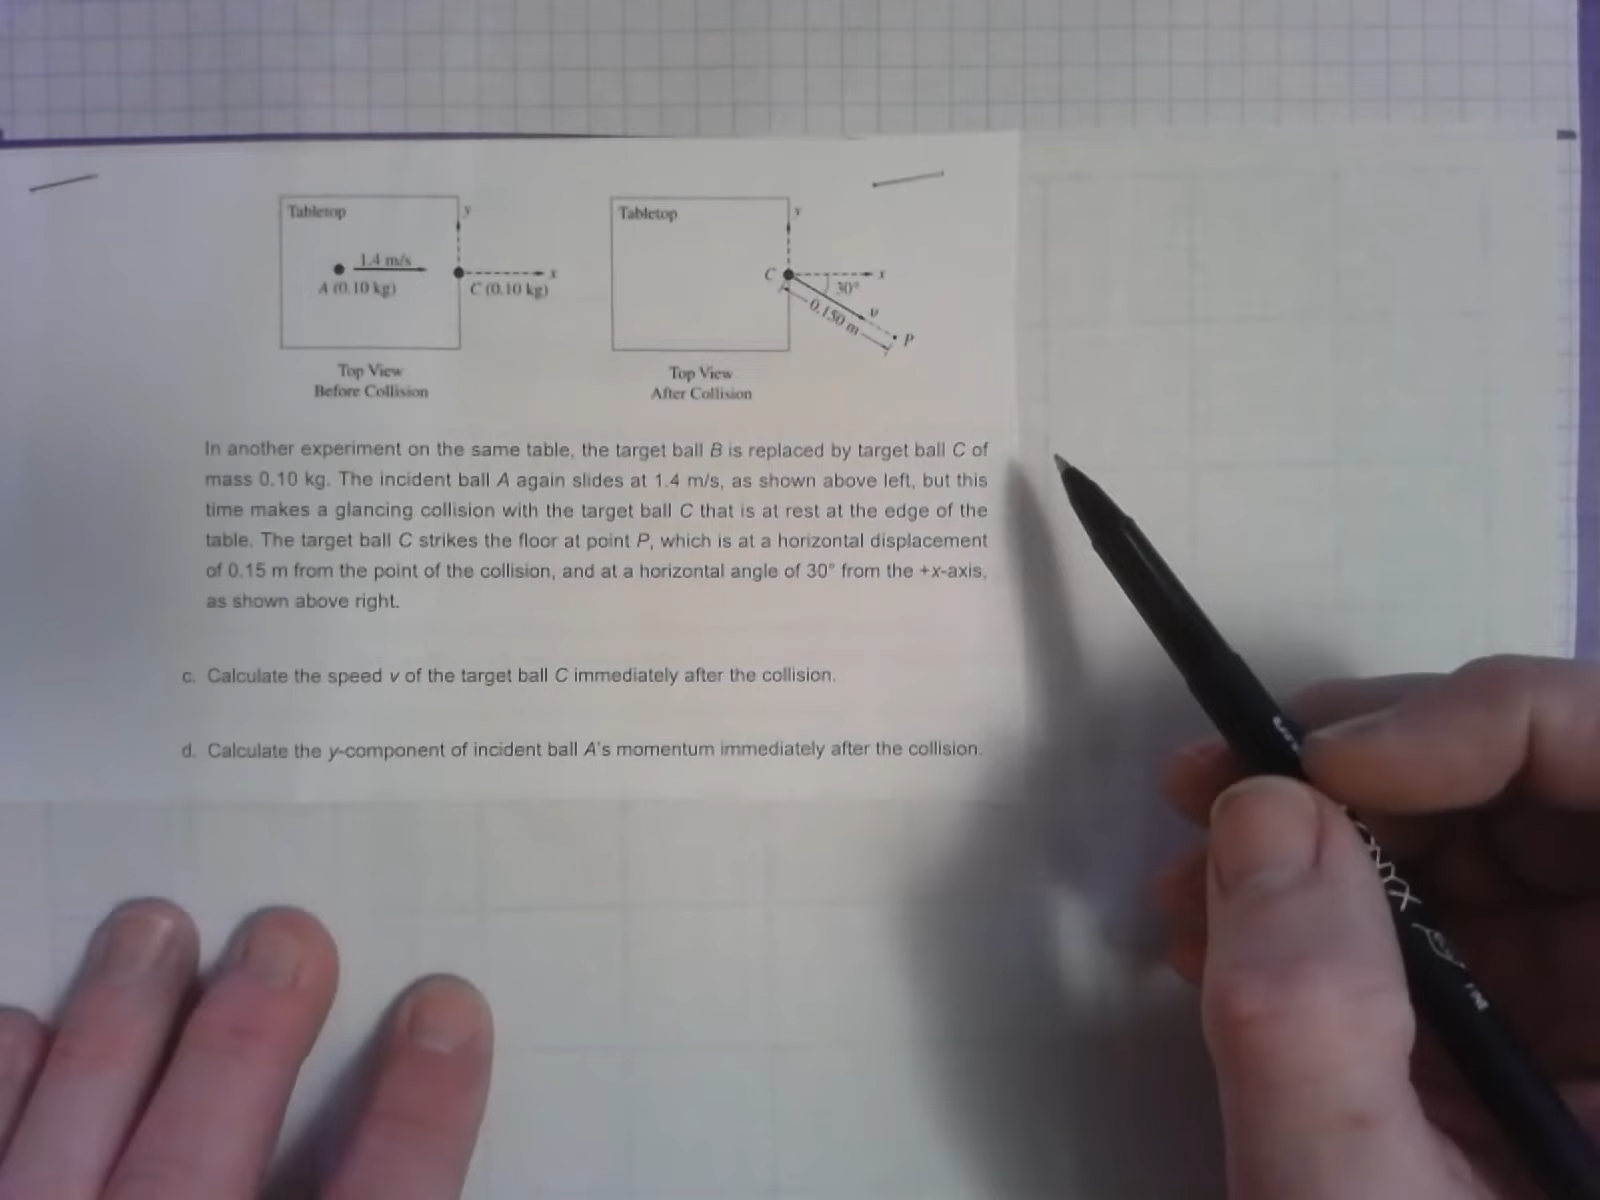 Tabletop
y
1.4 m/s
x
A (0.10 kg)
C (0.10 kg)
Top View
Before Collision
Tabletop
y
C
x
30°
υ
0.150 m
P
Top View
After Collision
In another experiment on the same table, the target ball B is replaced by target ball C of
mass 0.10 kg. The incident ball A again slides at 1.4 m/s, as shown above left, but this
time makes a glancing collision with the target ball C that is at rest at the edge of the
table. The target ball C strikes the floor at point P, which is at a horizontal displacement
of 0.15 m from the point of the collision, and at a horizontal angle of 30° from the +x-axis,
as shown above right.
c. Calculate the speed v of the target ball C immediately after the collision.
d. Calculate the y-component of incident ball A's momentum immediately after the collision.